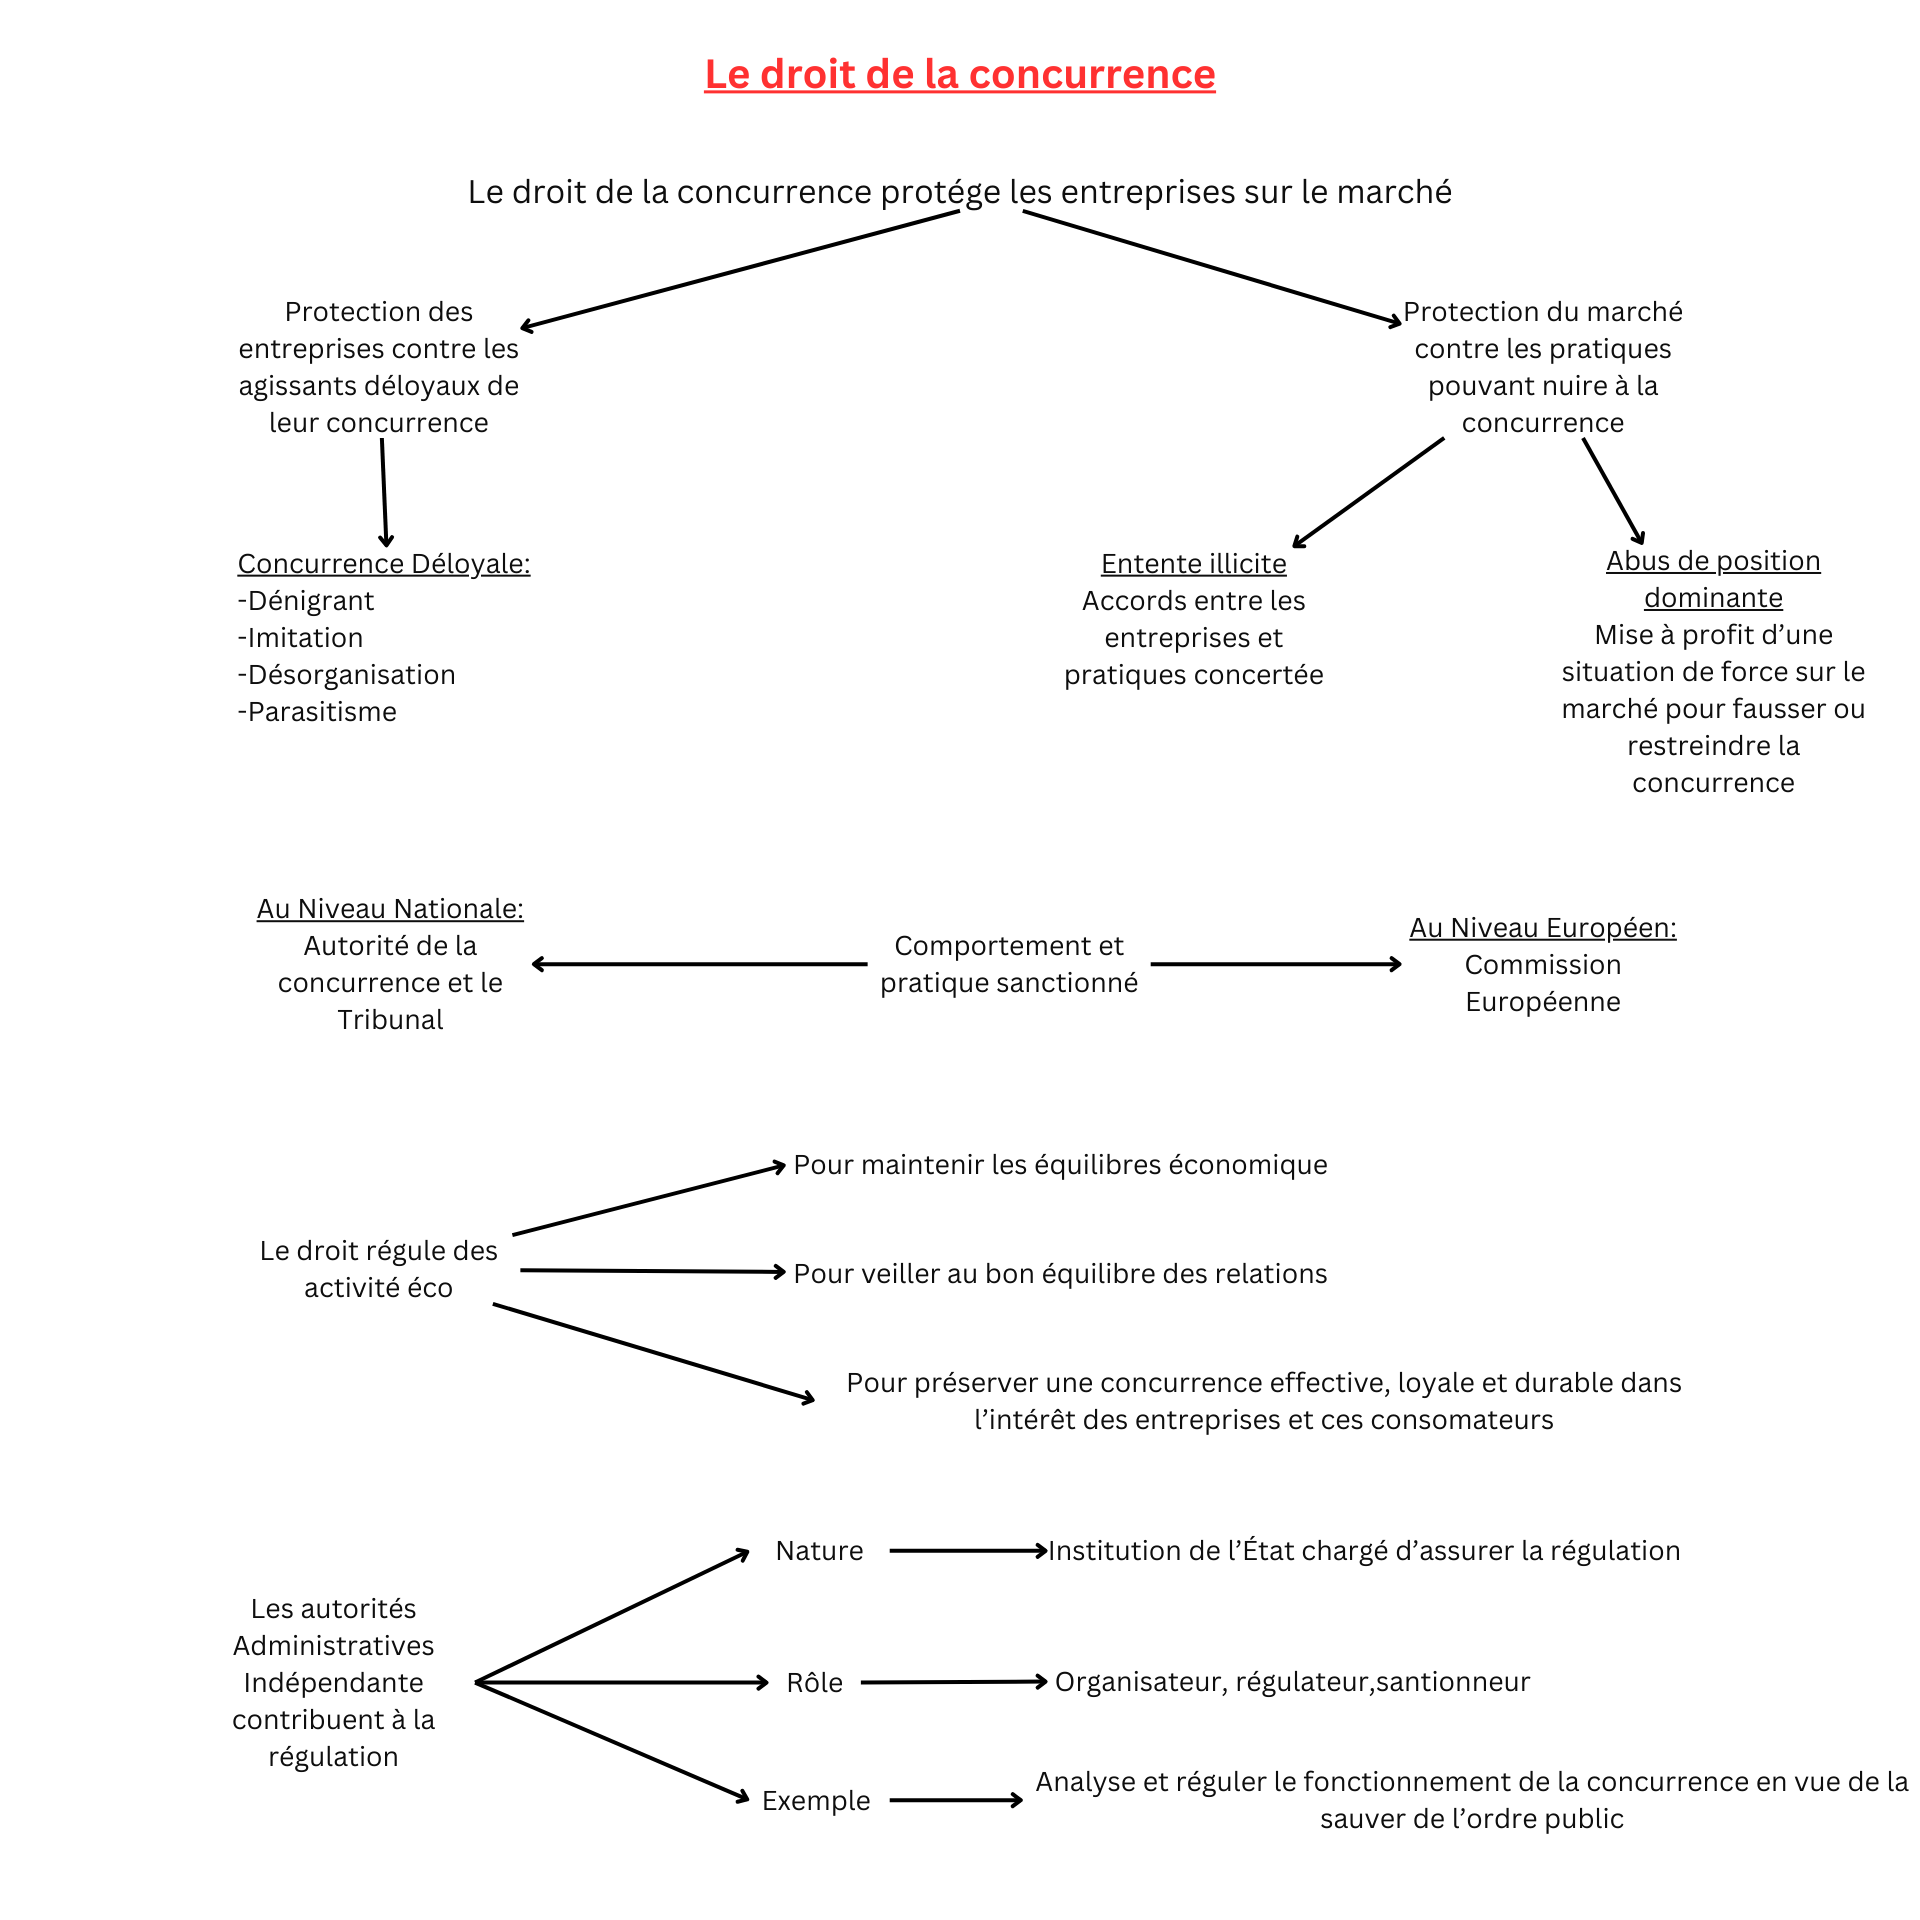 Le droit de la concurrence
Le droit de la concurrence protége les entreprises sur le marché
Protection des
entreprises contre les
agissants déloyaux de
leur concurrence
Protection du marché
contre les pratiques
pouvant nuire à la
concurrence
Concurrence Déloyale:
-Dénigrant
-Imitation
-Désorganisation
-Parasitisme
Entente illicite
Accords entre les
entreprises et
pratiques concertée
Abus de position
dominante
Mise à profit d’une
situation de force sur le
marché pour fausser ou
restreindre la
concurrence
Au Niveau Nationale:
Autorité de la
concurrence et le
Tribunal
Comportement et
pratique sanctionné
Au Niveau Européen:
Commission
Européenne
Le droit régule des
activité éco
Pour maintenir les équilibres économique
Pour veiller au bon équilibre des relations
Pour préserver une concurrence effective, loyale et durable dans
l’intérêt des entreprises et ces consomateurs
Les autorités
Administratives
Indépendante
contribuent à la
régulation
Nature
Institution de l’État chargé d’assurer la régulation
Rôle
Organisateur, régulateur,santionneur
Exemple
Analyse et réguler le fonctionnement de la concurrence en vue de la
sauver de l’ordre public